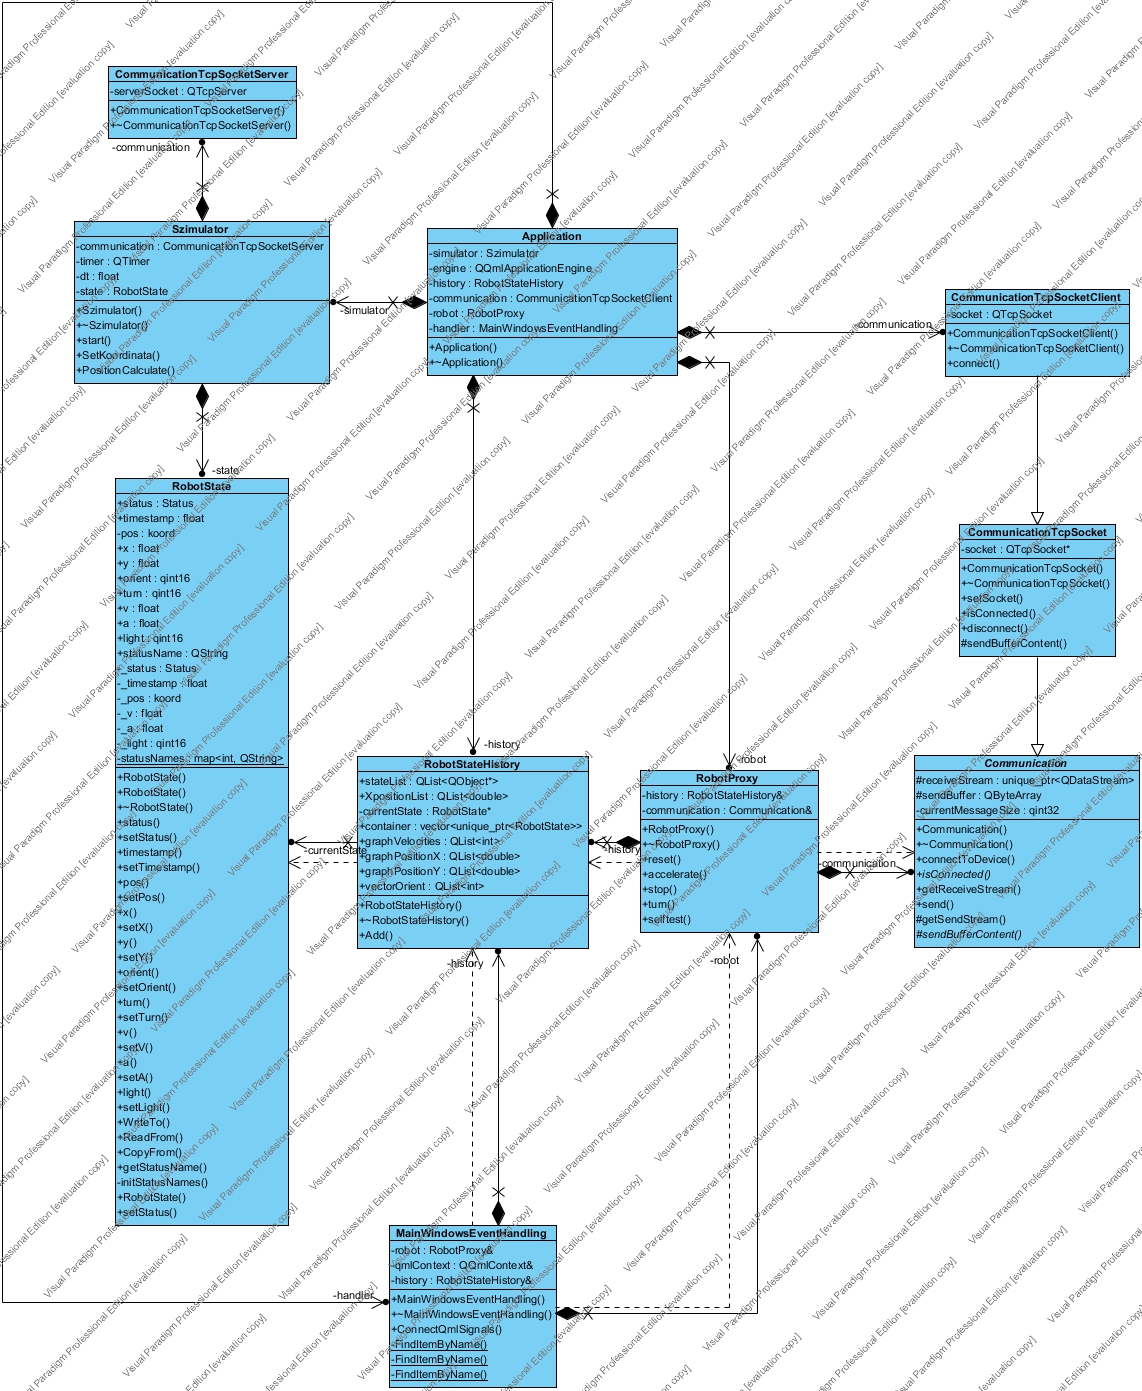 CommunicationTcpSocketServer
-serverSocket : QTcpServer
+CommunicationTcpSocketServer()
+~CommunicationTcpSocketServer()
-communication
Szimulator
-communication : CommunicationTcpSocketServer
-timer : QTimer
-dt : float
-state : RobotState
+Szimulator()
+~Szimulator()
+start()
+SetKoordinata()
+PositionCalculate()
-simulator
Application
-simulator : Szimulator
-engine : QQmlApplicationEngine
-history : RobotStateHistory
-communication : CommunicationTcpSocketClient
-robot : RobotProxy
-handler : MainWindowsEventHandling
+Application()
+~Application()
-communication
CommunicationTcpSocketClient
-socket : QTcpSocket
+CommunicationTcpSocketClient()
+~CommunicationTcpSocketClient()
+connect()
-state
RobotState
+status : Status
+timestamp : float
-pos : koord
+x : float
+y : float
+orient : qint16
+turn : qint16
+v : float
+a : float
+light : qint16
+statusName : QString
-_status : Status
-_timestamp : float
-_pos : koord
-_v : float
-_a : float
-_light : qint16
-statusNames : map<int, QString>
+RobotState()
+RobotState()
+~RobotState()
+status()
+setStatus()
+timestamp()
+setTimestamp()
+pos()
+setPos()
+x()
+setX()
+y()
+setY()
+orient()
+setOrient()
+turn()
+setTurn()
+v()
+setV()
+a()
+setA()
+light()
+setLight()
+WriteTo()
+ReadFrom()
+CopyFrom()
+getStatusName()
-initStatusNames()
+RobotState()
+setStatus()
CommunicationTcpSocket
-socket : QTcpSocket*
+CommunicationTcpSocket()
+~CommunicationTcpSocket()
+setSocket()
+isConnected()
+disconnect()
#sendBufferContent()
-history
RobotStateHistory
+stateList : QList<QObject*>
+XpositionList : QList<double>
-currentState : RobotState*
+container : vector<unique_ptr<RobotState>>
+graphVelocities : QList<int>
+graphPositionX : QList<double>
+graphPositionY : QList<double>
+vectorOrient : QList<int>
+RobotStateHistory()
+~RobotStateHistory()
+Add()
-currentState
-robot
RobotProxy
-history : RobotStateHistory&
-communication : Communication&
+RobotProxy()
+~RobotProxy()
+reset()
+accelerate()
+stop()
+turn()
+selftest()
-history
-communication
Communication
#receiveStream : unique_ptr<QDataStream>
#sendBuffer : QByteArray
-currentMessageSize : qint32
+Communication()
+~Communication()
+connectToDevice()
+isConnected()
+getReceiveStream()
+send()
#getSendStream()
#sendBufferContent()
-history
-robot
-handler
MainWindowsEventHandling
-robot : RobotProxy&
-qmlContext : QQmlContext&
-history : RobotStateHistory&
+MainWindowsEventHandling()
+~MainWindowsEventHandling()
+ConnectQmlSignals()
-FindItemByName()
-FindItemByName()
-FindItemByName()
Visual Paradigm Professional Edition [evaluation copy]